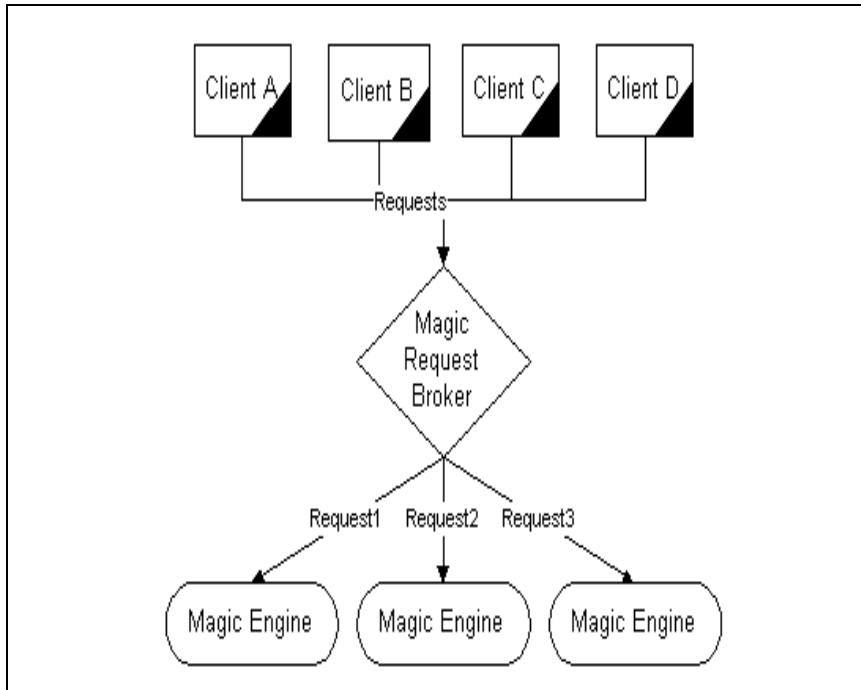 Client A
Client B
Client C
Client D
Requests
Magic
Request
Broker
Request1
Request2
Request3
Magic Engine
Magic Engine
Magic Engine